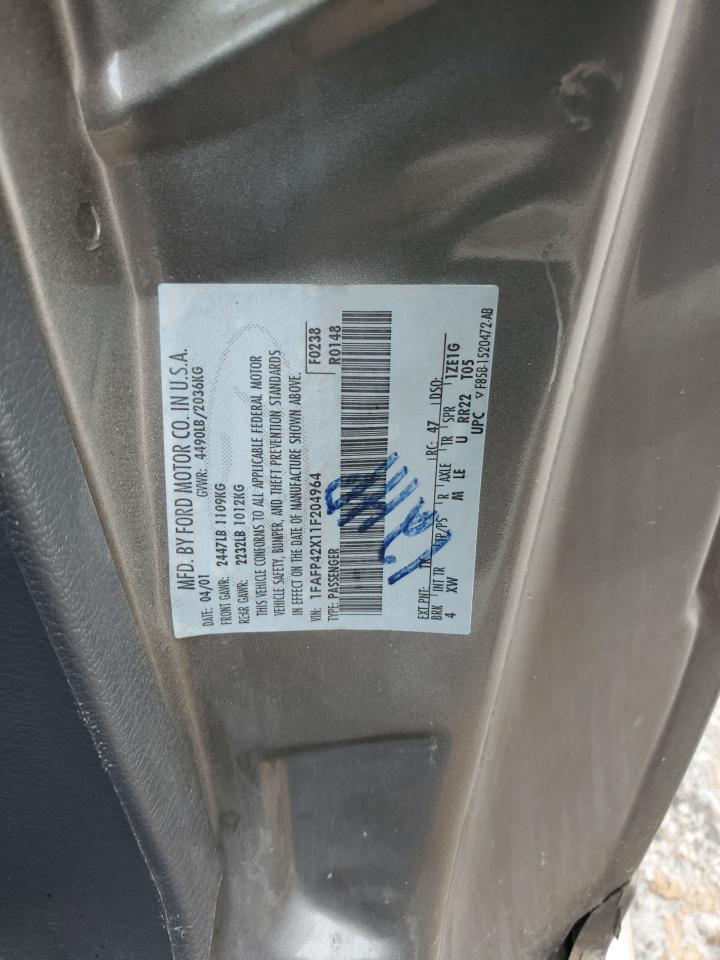 MFD. BY FORD MOTOR CO. IN U.S.A.
DATE: 04/01 GVWR: 4490LB/2036KG
FRONT GAWR: 2447LB 1109KG
REAR GAWR: 2232LB 1012KG
THIS VEHICLE CONFORMS TO ALL APPLICABLE FEDERAL MOTOR
VEHICLE SAFETY, BUMPER, AND THEFT PREVENTION STANDARDS
IN EFFECT ON THE DATE OF MANUFACTURE SHOWN ABOVE.
VIN: 1FAFP42X11F204964 F0238
TYPE: PASSENGER R0148
EXT PNT: RC: 47 DSO:
BRK INT TR TP/PS R AXLE TR SPR 1ZE1G
4 XW M LE U RR22 T05
UPC ▽ F85B-1520472-AB